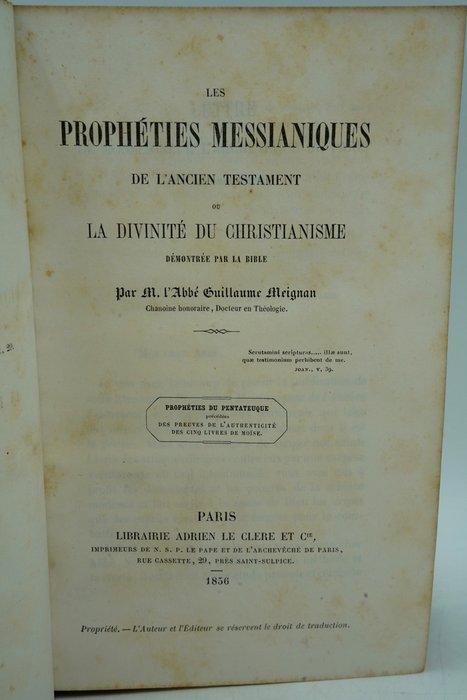 LES
PROPHÉTIES MESSIANIQUES
DE L'ANCIEN TESTAMENT
OU
LA DIVINITÉ DU CHRISTIANISME
DÉMONTRÉE PAR LA BIBLE
Par M. l'Abbé Guillaume Meignan
Chanoine honoraire, Docteur en Théologie.
Scrutamini scripturas..... illæ sunt,
quæ testimonium perhibent de me.
JOAN., V, 39.
PROPHÉTIES DU PENTATEUQUE
précédées
DES PREUVES DE L'AUTHENTICITÉ
DES CINQ LIVRES DE MOÏSE.
PARIS
LIBRAIRIE ADRIEN LE CLERE ET Cie,
IMPRIMEURS DE N. S. P. LE PAPE ET DE L'ARCHEVÊCHÉ DE PARIS,
RUE CASSETTE, 29, PRÈS SAINT-SULPICE.
1856
Propriété. — L'Auteur et l'Editeur se réservent le droit de traduction.